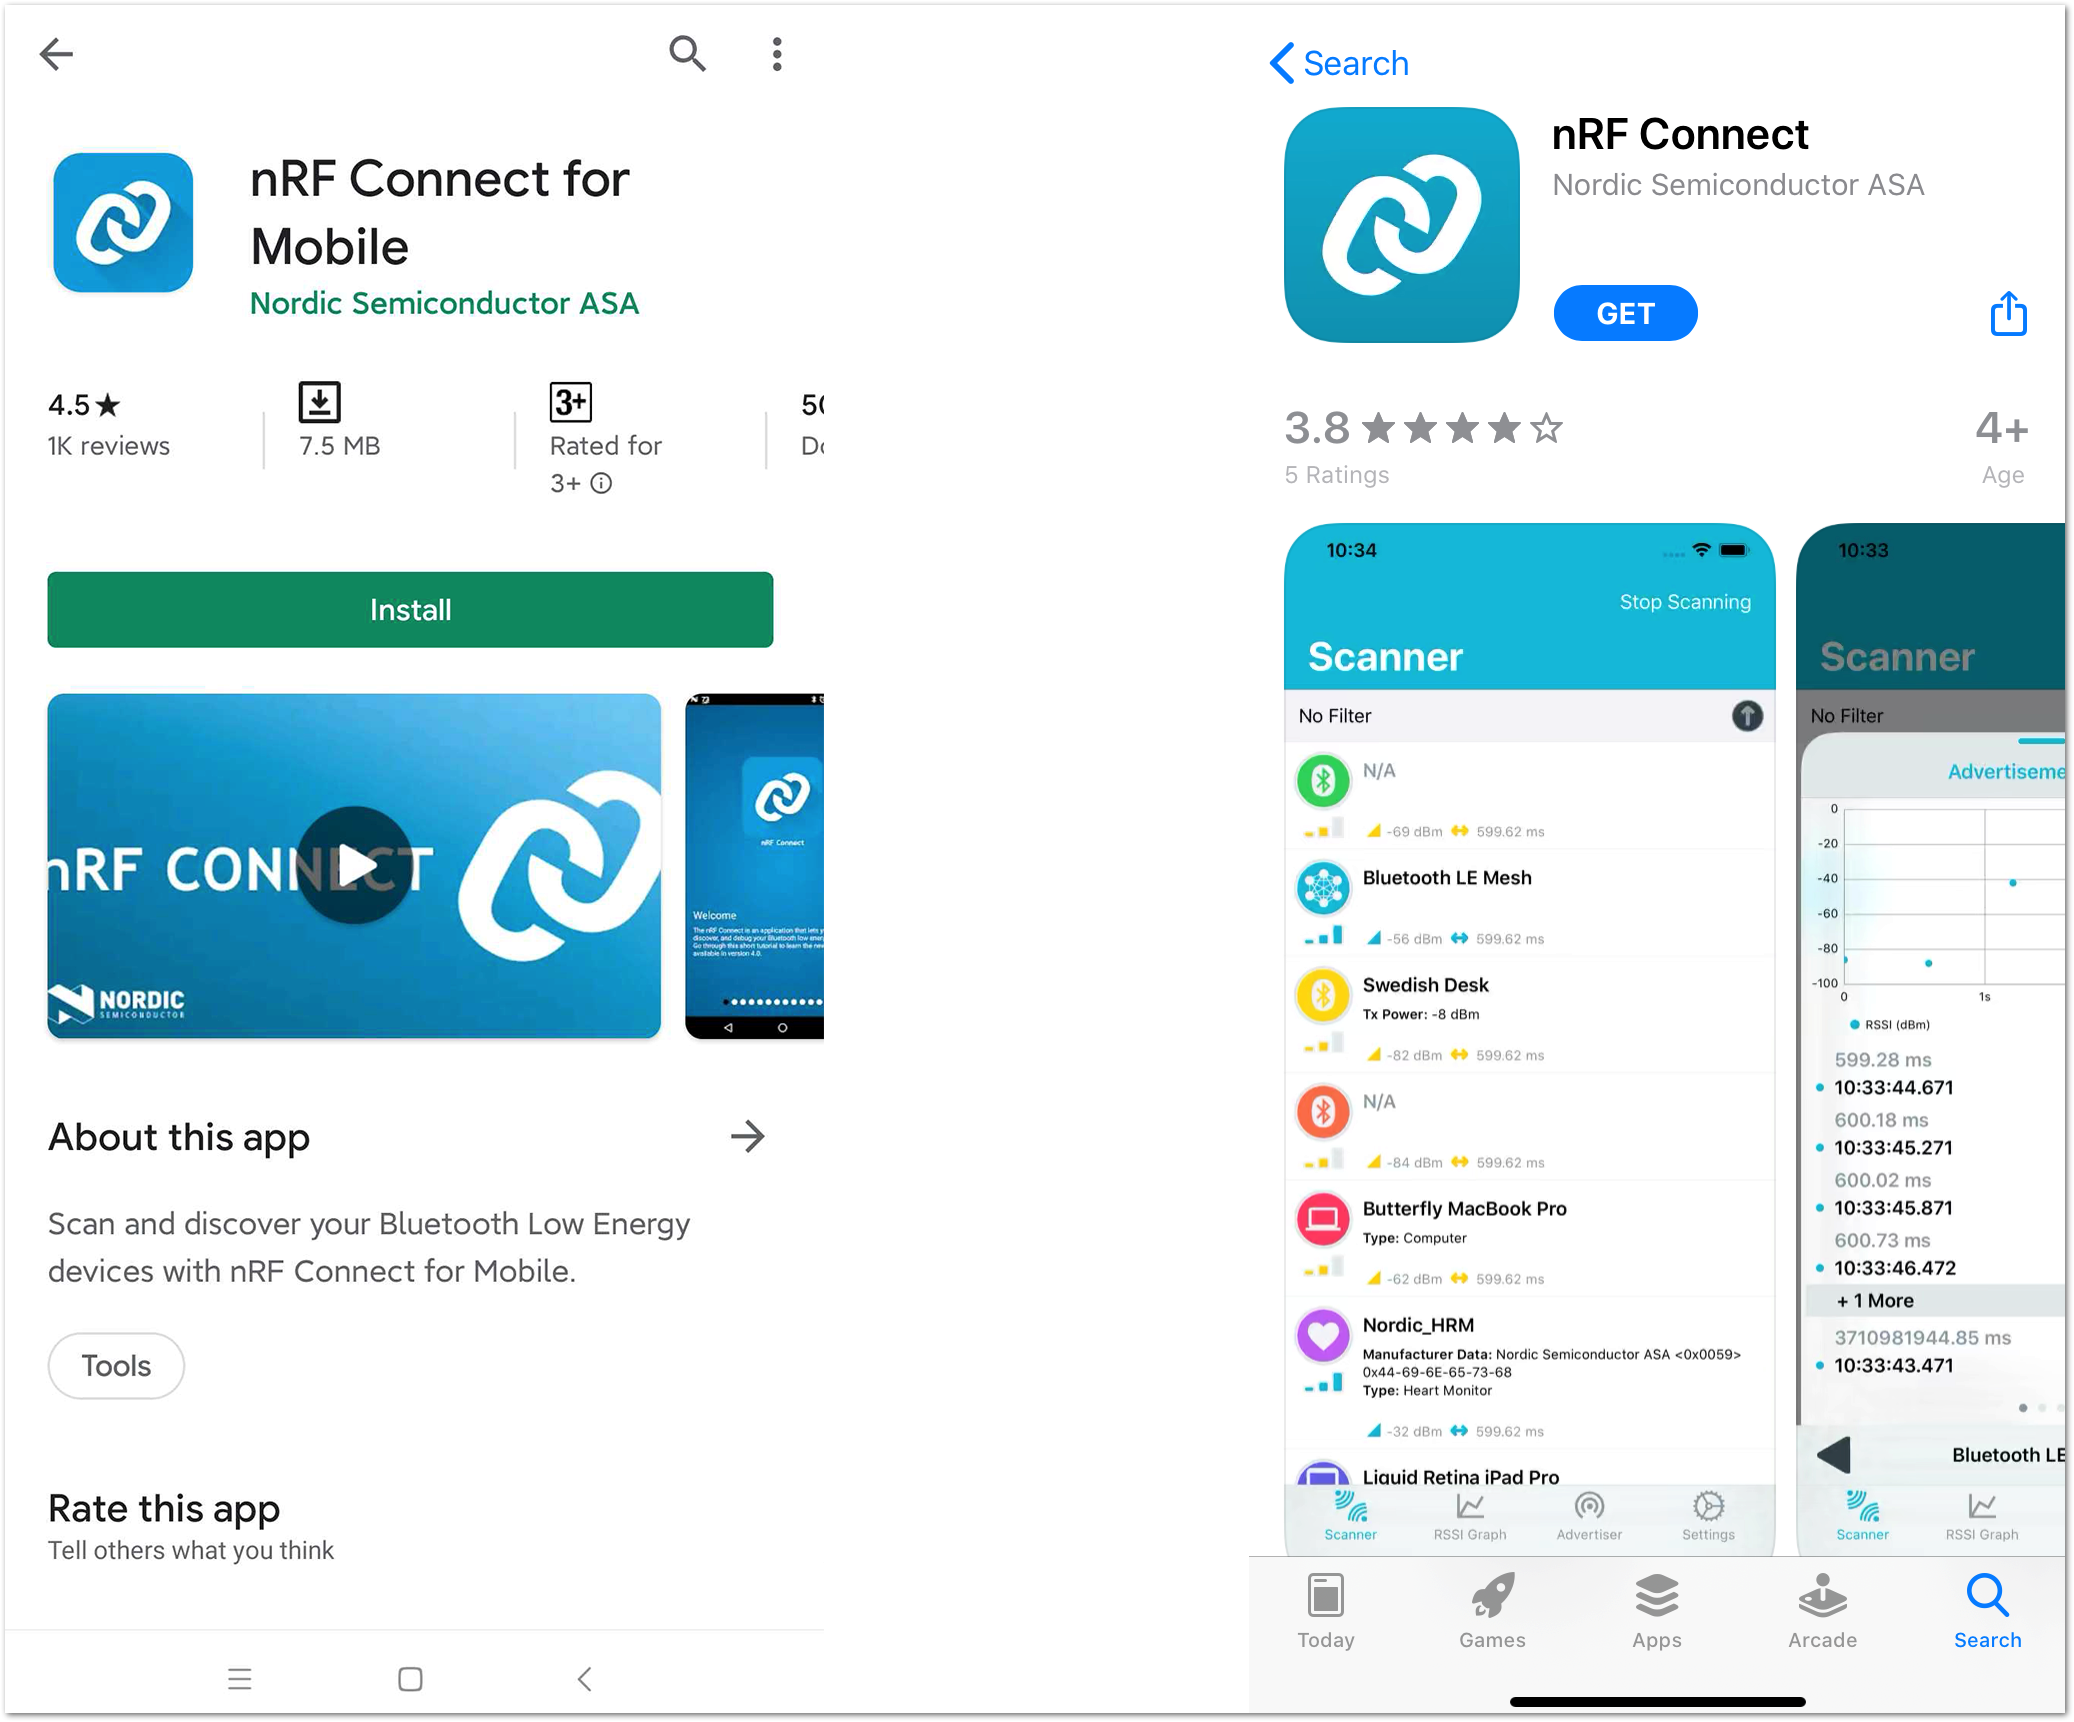 nRF Connect for
Mobile
Nordic Semiconductor ASA
4.5★
1K reviews
7.5 MB
3+
Rated for
3+
Install
nRF CONNECT
NORDIC
SEMICONDUCTOR
nRF Connect
Welcome
About this app
Scan and discover your Bluetooth Low Energy
devices with nRF Connect for Mobile.
Tools
Rate this app
Tell others what you think
Search
nRF Connect
Nordic Semiconductor ASA
GET
3.8
5 Ratings
4+
Age
10:34
Stop Scanning
Scanner
No Filter
N/A
-69 dBm 599.62 ms
Bluetooth LE Mesh
-56 dBm 599.62 ms
Swedish Desk
Tx Power: -8 dBm
-82 dBm 599.62 ms
N/A
-84 dBm 599.62 ms
Butterfly MacBook Pro
Type: Computer
-62 dBm 599.62 ms
Nordic_HRM
Manufacturer Data: Nordic Semiconductor ASA <0x0059>
0x44-69-6E-65-73-68
Type: Heart Monitor
-32 dBm 599.62 ms
Liquid Retina iPad Pro
Scanner
RSSI Graph
Advertiser
Settings
10:33
Scanner
No Filter
Advertiseme
0
-20
-40
-60
-80
-100
0 1s
RSSI (dBm)
599.28 ms
10:33:44.671
600.18 ms
10:33:45.271
600.02 ms
10:33:45.871
600.73 ms
10:33:46.472
+ 1 More
3710981944.85 ms
10:33:43.471
Bluetooth LE
Scanner
RSSI Graph
Today
Games
Apps
Arcade
Search